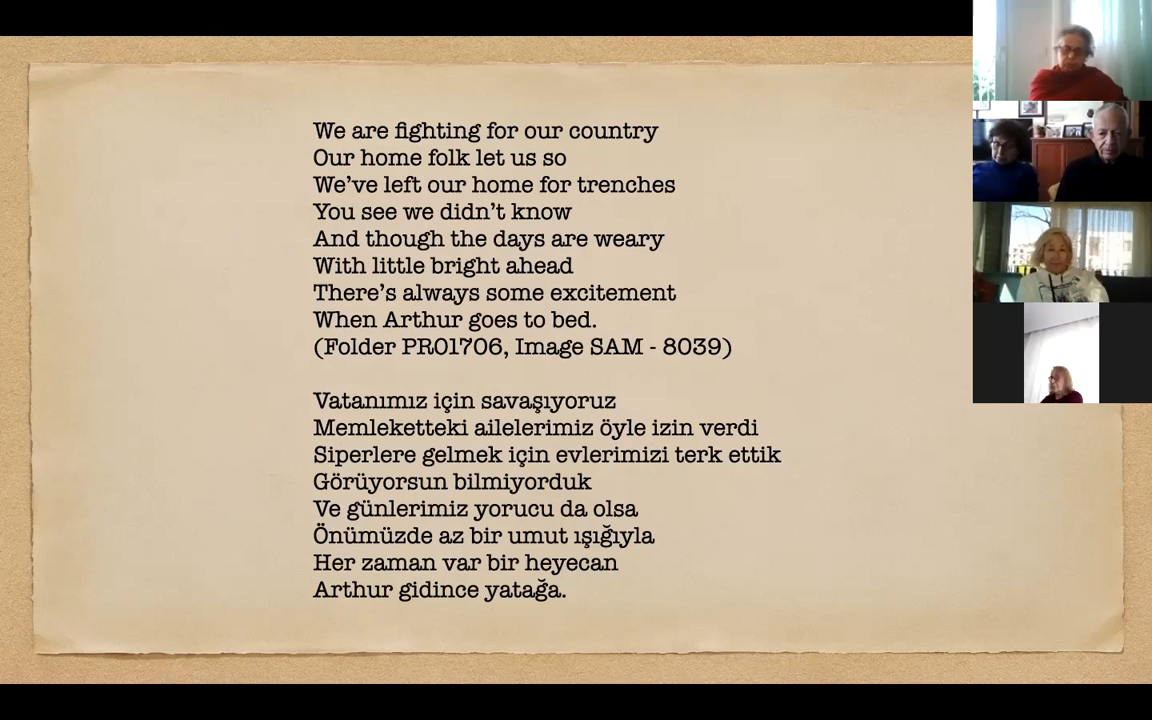 We are fighting for our country
Our home folk let us so
We’ve left our home for trenches
You see we didn’t know
And though the days are weary
With little bright ahead
There’s always some excitement
When Arthur goes to bed.
(Folder PR01706, Image SAM - 8039)
Vatanımız için savaşıyoruz
Memleketteki ailelerimiz öyle izin verdi
Siperlere gelmek için evlerimizi terk ettik
Görüyorsun bilmiyorduk
Ve günlerimiz yorucu da olsa
Önümüzde az bir umut ışığıyla
Her zaman var bir heyecan
Arthur gidince yatağa.